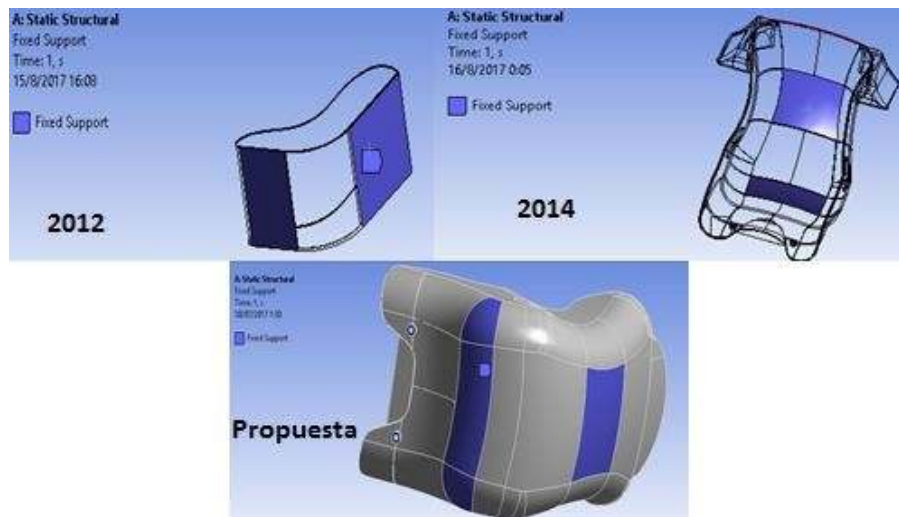 A: Static Structural
Fixed Support
Time: 1, s
15/8/2017 16:08
Fixed Support
2012
A: Static Structural
Fixed Support
Time: 1, s
16/8/2017 0:05
Fixed Support
2014
A: Static Structural
Fixed Support
Time: 1, s
Fixed Support
Propuesta